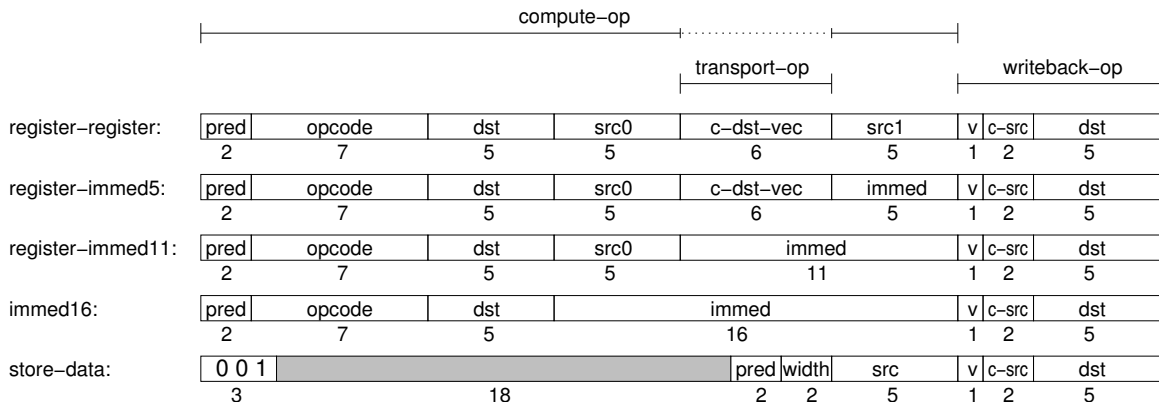 compute-op
transport-op writeback-op
register-register: pred opcode dst src0 c-dst-vec src1 v c-src dst
2 7 5 5 6 5 1 2 5
register-immed5: pred opcode dst src0 c-dst-vec immed v c-src dst
2 7 5 5 6 5 1 2 5
register-immed11: pred opcode dst src0 immed v c-src dst
2 7 5 5 11 1 2 5
immed16: pred opcode dst immed v c-src dst
2 7 5 16 1 2 5
store-data: 0 0 1 pred width src v c-src dst
3 18 2 2 5 1 2 5